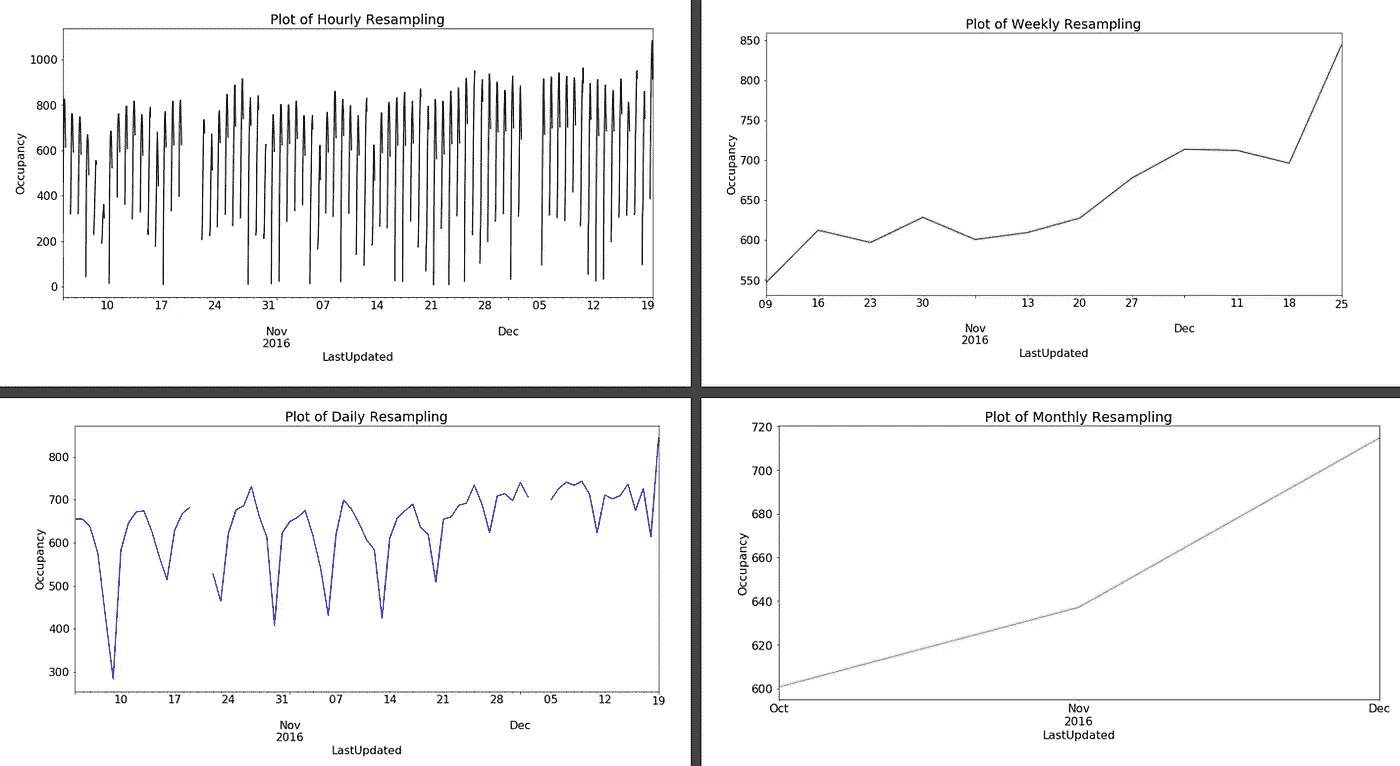 Plot of Hourly Resampling
1000
800
600
400
200
0
Occupancy
10 17 24 31 07 14 21 28 05 12 19
Nov Dec
2016
LastUpdated
Plot of Weekly Resampling
850
800
750
700
650
600
550
Occupancy
09 16 23 30 13 20 27 11 18 25
Nov Dec
2016
LastUpdated
Plot of Daily Resampling
800
700
600
500
400
300
Occupancy
10 17 24 31 07 14 21 28 05 12 19
Nov Dec
2016
LastUpdated
Plot of Monthly Resampling
720
700
680
660
640
620
600
Occupancy
Oct Nov Dec
2016
LastUpdated